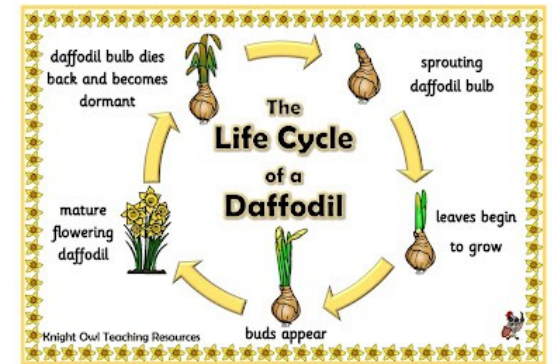 The
Life Cycle
of a
Daffodil
sprouting
daffodil bulb
leaves begin
to grow
buds appear
mature
flowering
daffodil
daffodil bulb dies
back and becomes
dormant
Knight Owl Teaching Resources